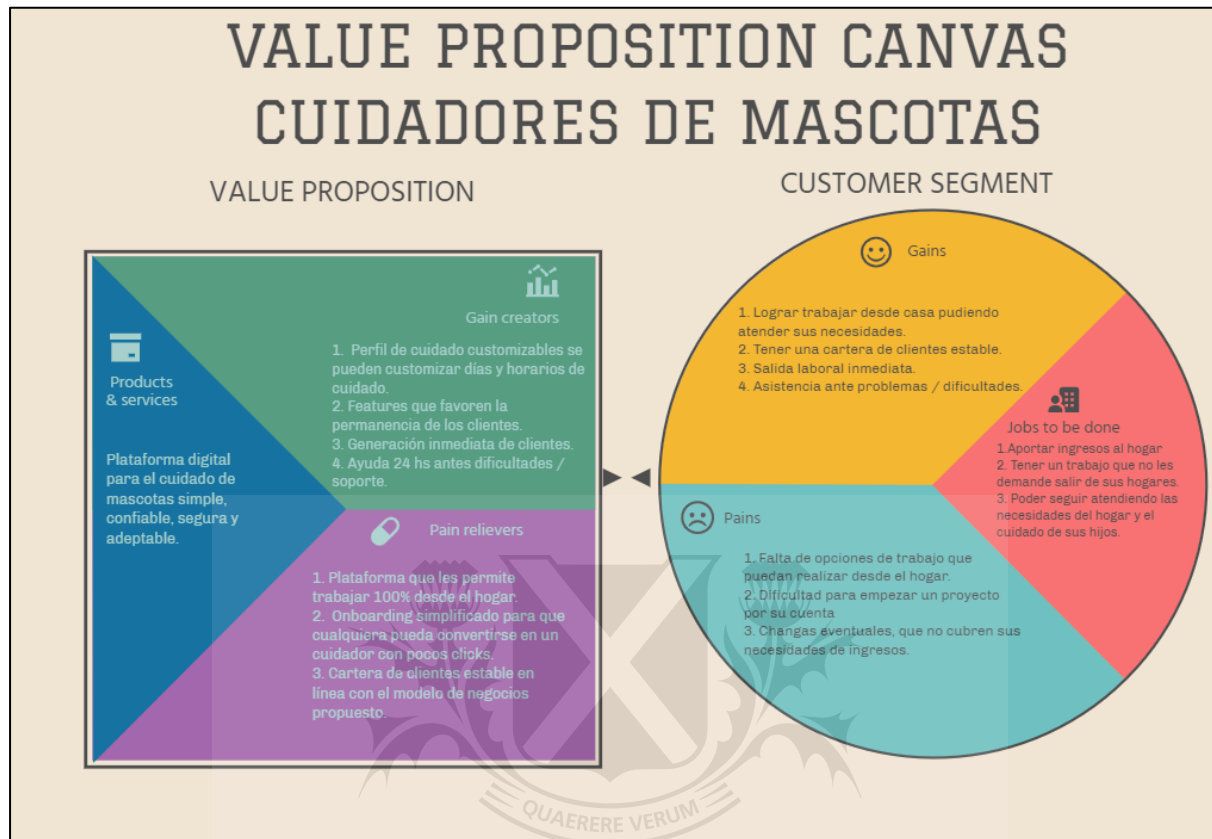 VALUE PROPOSITION CANVAS
CUIDADORES DE MASCOTAS
VALUE PROPOSITION
Products
& services
Plataforma digital
para el cuidado de
mascotas simple,
confiable, segura y
adeptable.
Gain creators
1. Perfil de cuidado customizables se
pueden customizar días y horarios de
cuidado.
2. Features que favoren la
permanencia de los clientes.
3. Generación inmediata de clientes.
4. Ayuda 24 hs antes dificultades /
soporte.
Pain relievers
1. Plataforma que les permite
trabajar 100% desde el hogar.
2. Onboarding simplificado para que
cualquiera pueda convertirse en un
cuidador con pocos clicks.
3. Cartera de clientes estable en
línea con el modelo de negocios
propuesto.
CUSTOMER SEGMENT
Gains
1. Lograr trabajar desde casa pudiendo
atender sus necesidades.
2. Tener una cartera de clientes estable.
3. Salida laboral inmediata.
4. Asistencia ante problemas / dificultades.
Jobs to be done
1.Aportar ingresos al hogar
2. Tener un trabajo que no les
demande salir de sus hogares.
3. Poder seguir atendiendo las
necesidades del hogar y el
cuidado de sus hijos.
Pains
1. Falta de opciones de trabajo que
puedan realizar desde el hogar.
2. Dificultad para empezar un proyecto
por su cuenta
3. Changas eventuales, que no cubren sus
necesidades de ingresos.
QUAERERE VERUM